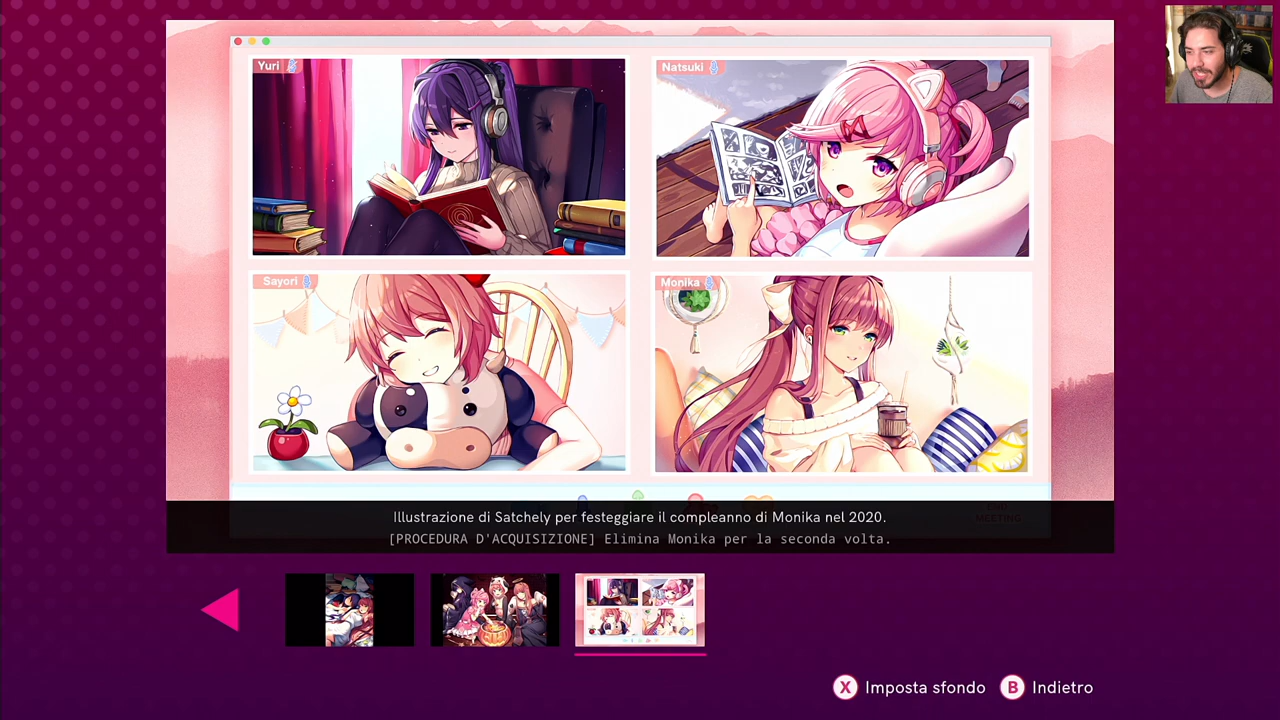 Yuri
Natsuki
Sayori
Monika
MEETING
Illustrazione di Satchely per festeggiare il compleanno di Monika nel 2020.
[PROCEDURA D'ACQUISIZIONE] Elimina Monika per la seconda volta.
X Imposta sfondo B Indietro